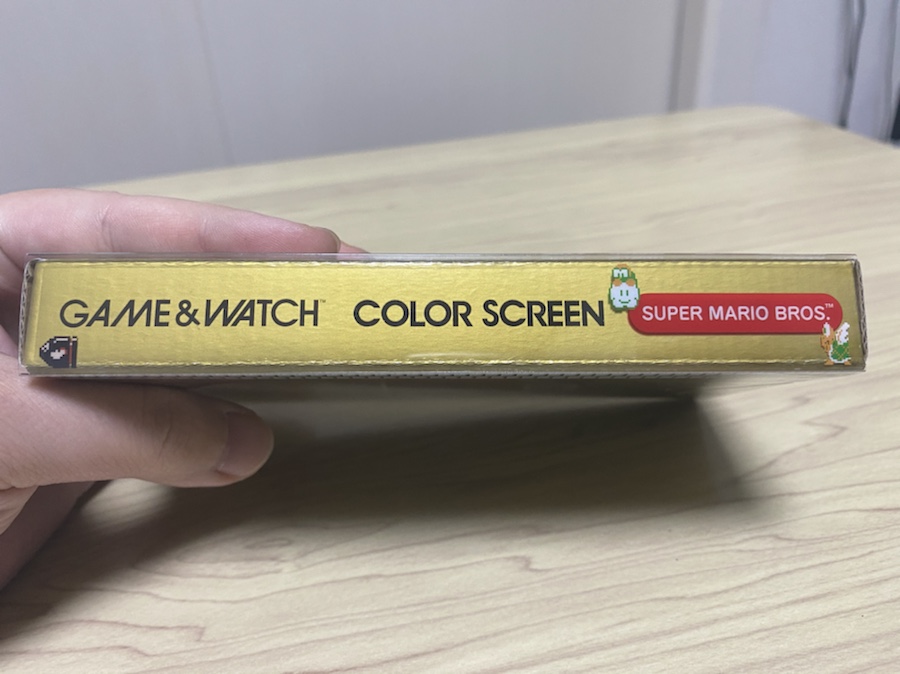 GAME&WATCH™ COLOR SCREEN SUPER MARIO BROS.™